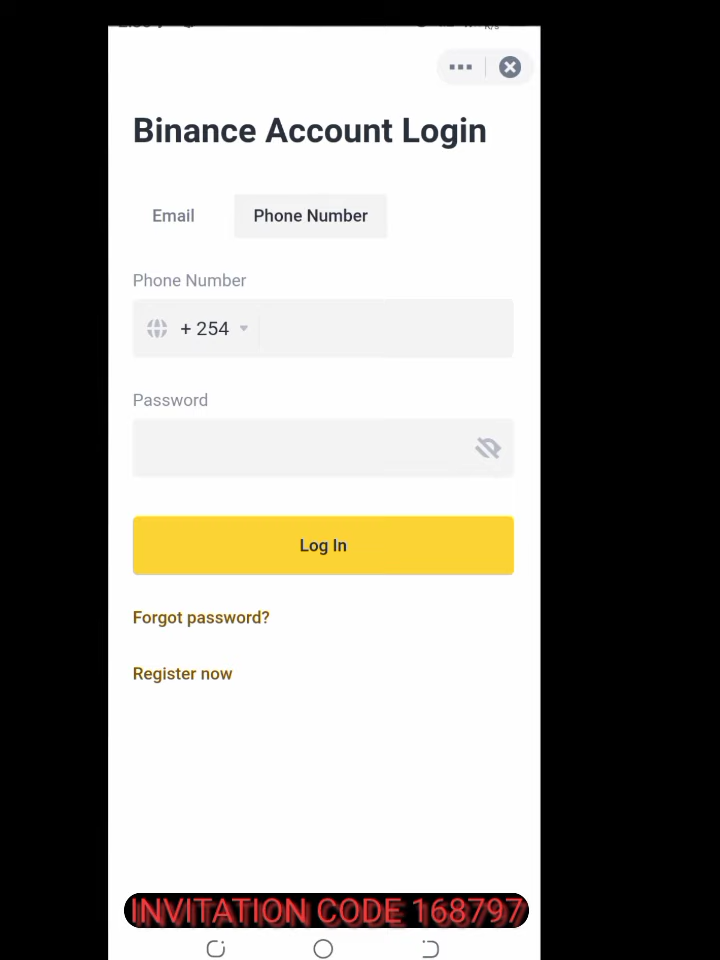 Binance Account Login
Email
Phone Number
Phone Number
+ 254
Password
Log In
Forgot password?
Register now
INVITATION CODE 168797